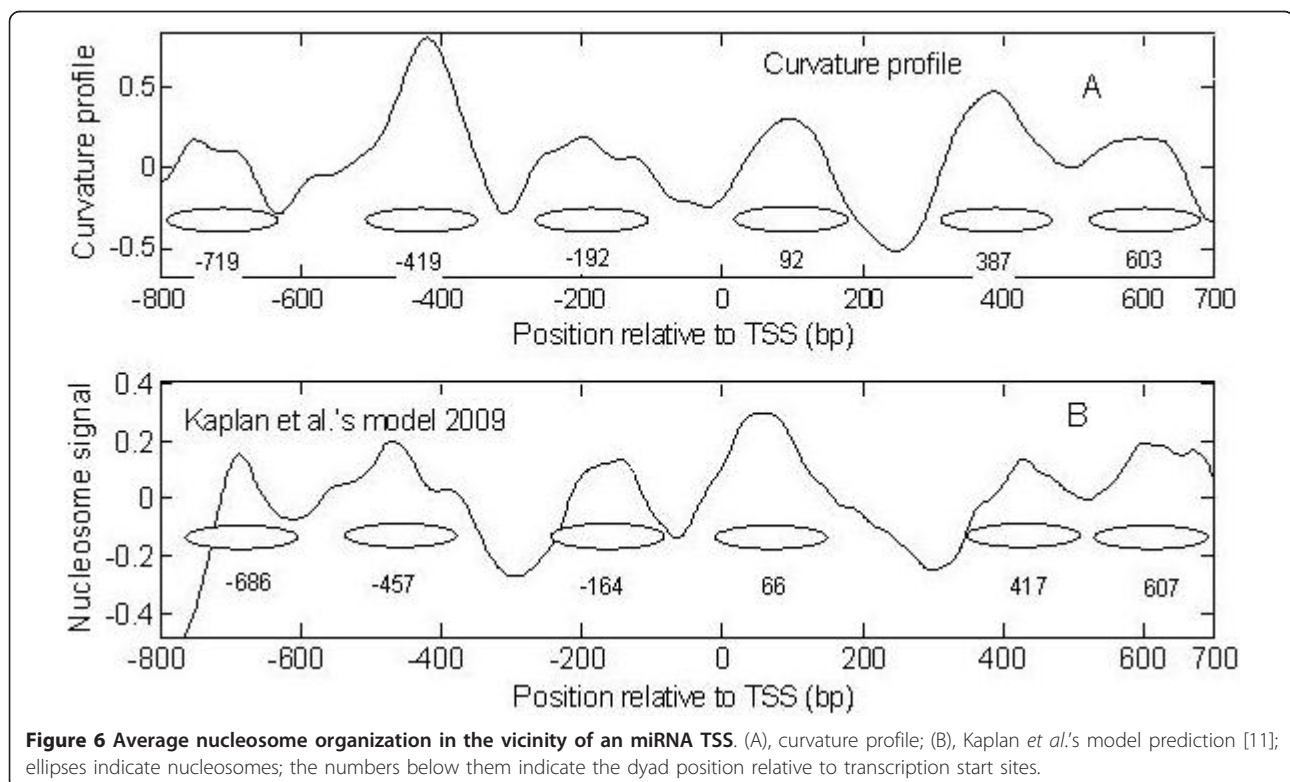 Curvature profile
A
Curvature profile
0.5
0
-0.5
-719 -419 -192 92 387 603
-800 -600 -400 -200 0 200 400 600 700
Position relative to TSS (bp)
Kaplan et al.'s model 2009
B
Nucleosome signal
0.4
0.2
0
-0.2
-0.4
-686 -457 -164 66 417 607
-800 -600 -400 -200 0 200 400 600 700
Position relative to TSS (bp)
Figure 6 Average nucleosome organization in the vicinity of an miRNA TSS. (A), curvature profile; (B), Kaplan et al.'s model prediction [11];
ellipses indicate nucleosomes; the numbers below them indicate the dyad position relative to transcription start sites.